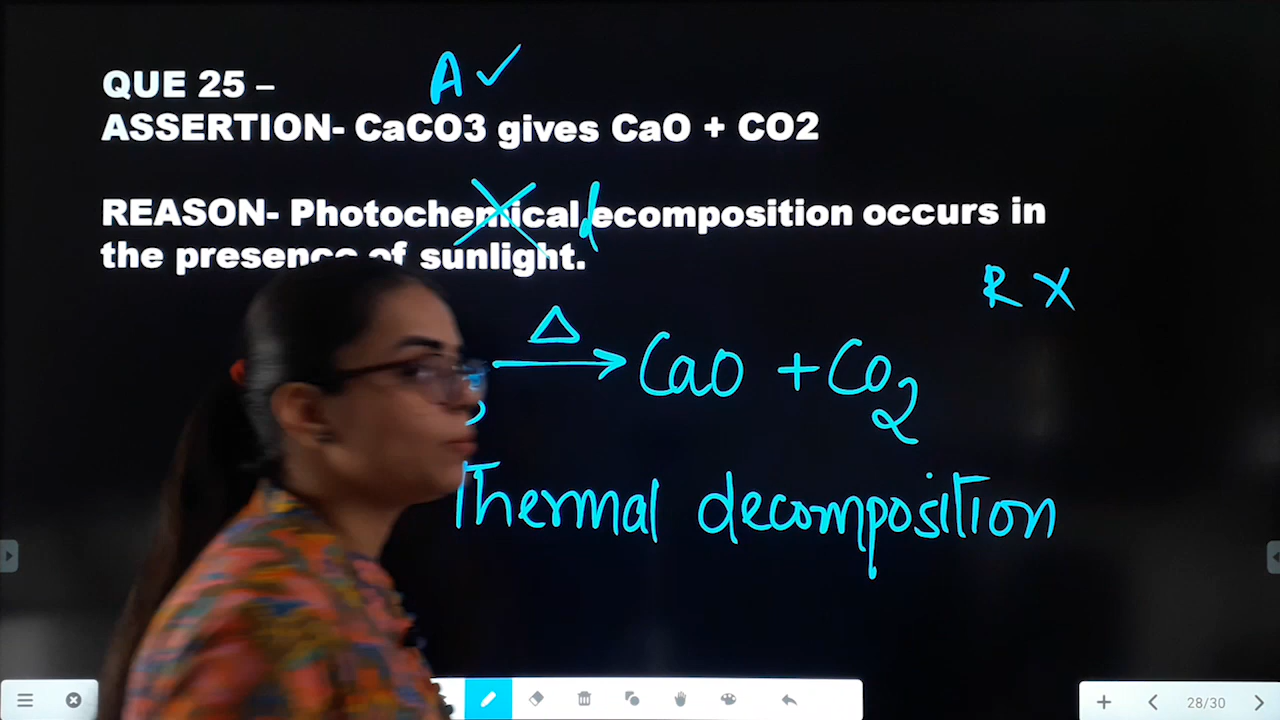 A ✓
QUE 25 –
ASSERTION- CaCO3 gives CaO + CO2
REASON- Photochemical decomposition occurs in
the presence of sunlight.
R X
Δ
→ CaO + CO2
Thermal decomposition
28/30